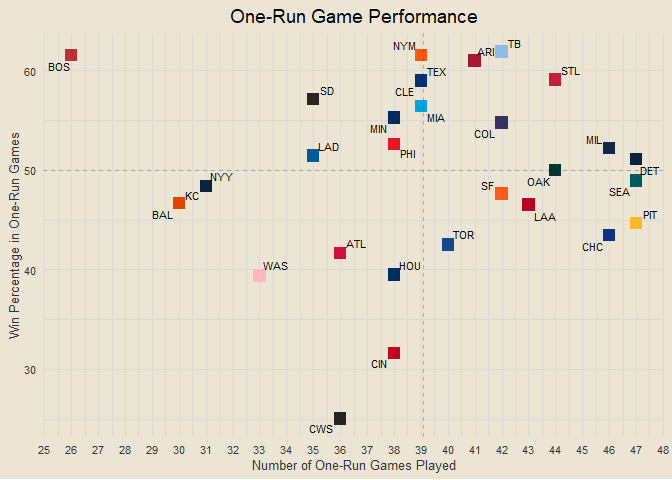 One-Run Game Performance
Win Percentage in One-Run Games
60
50
40
30
BOS
NYM
ARI
TB
TEX
STL
CLE
SD
MIA
MIN
COL
PHI
LAD
MIL
DET
OAK
SEA
NYY
KC
BAL
SF
LAA
PIT
CHC
TOR
ATL
WAS
HOU
CIN
CWS
25 26 27 28 29 30 31 32 33 34 35 36 37 38 39 40 41 42 43 44 45 46 47 48
Number of One-Run Games Played